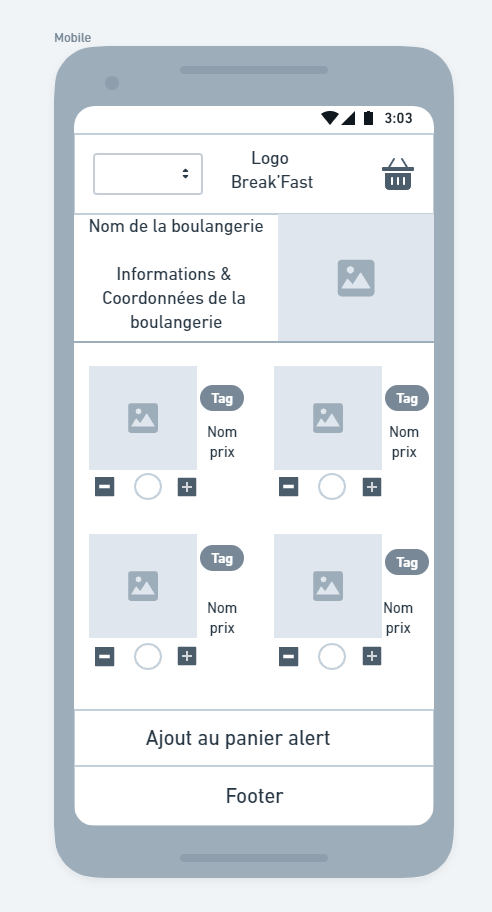 Mobile
3:03
Logo
Break'Fast
Nom de la boulangerie
Informations &
Coordonnées de la
boulangerie
Tag
Nom
prix
Tag
Nom
prix
Tag
Nom
prix
Tag
Nom
prix
Ajout au panier alert
Footer